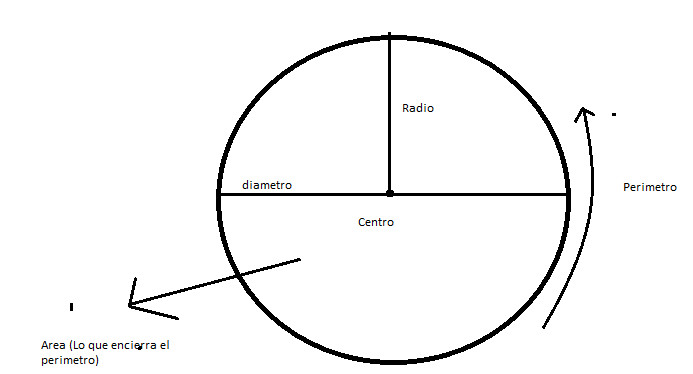 Radio
diametro
Perimetro
Centro
Area (Lo que encierra el
perimetro)